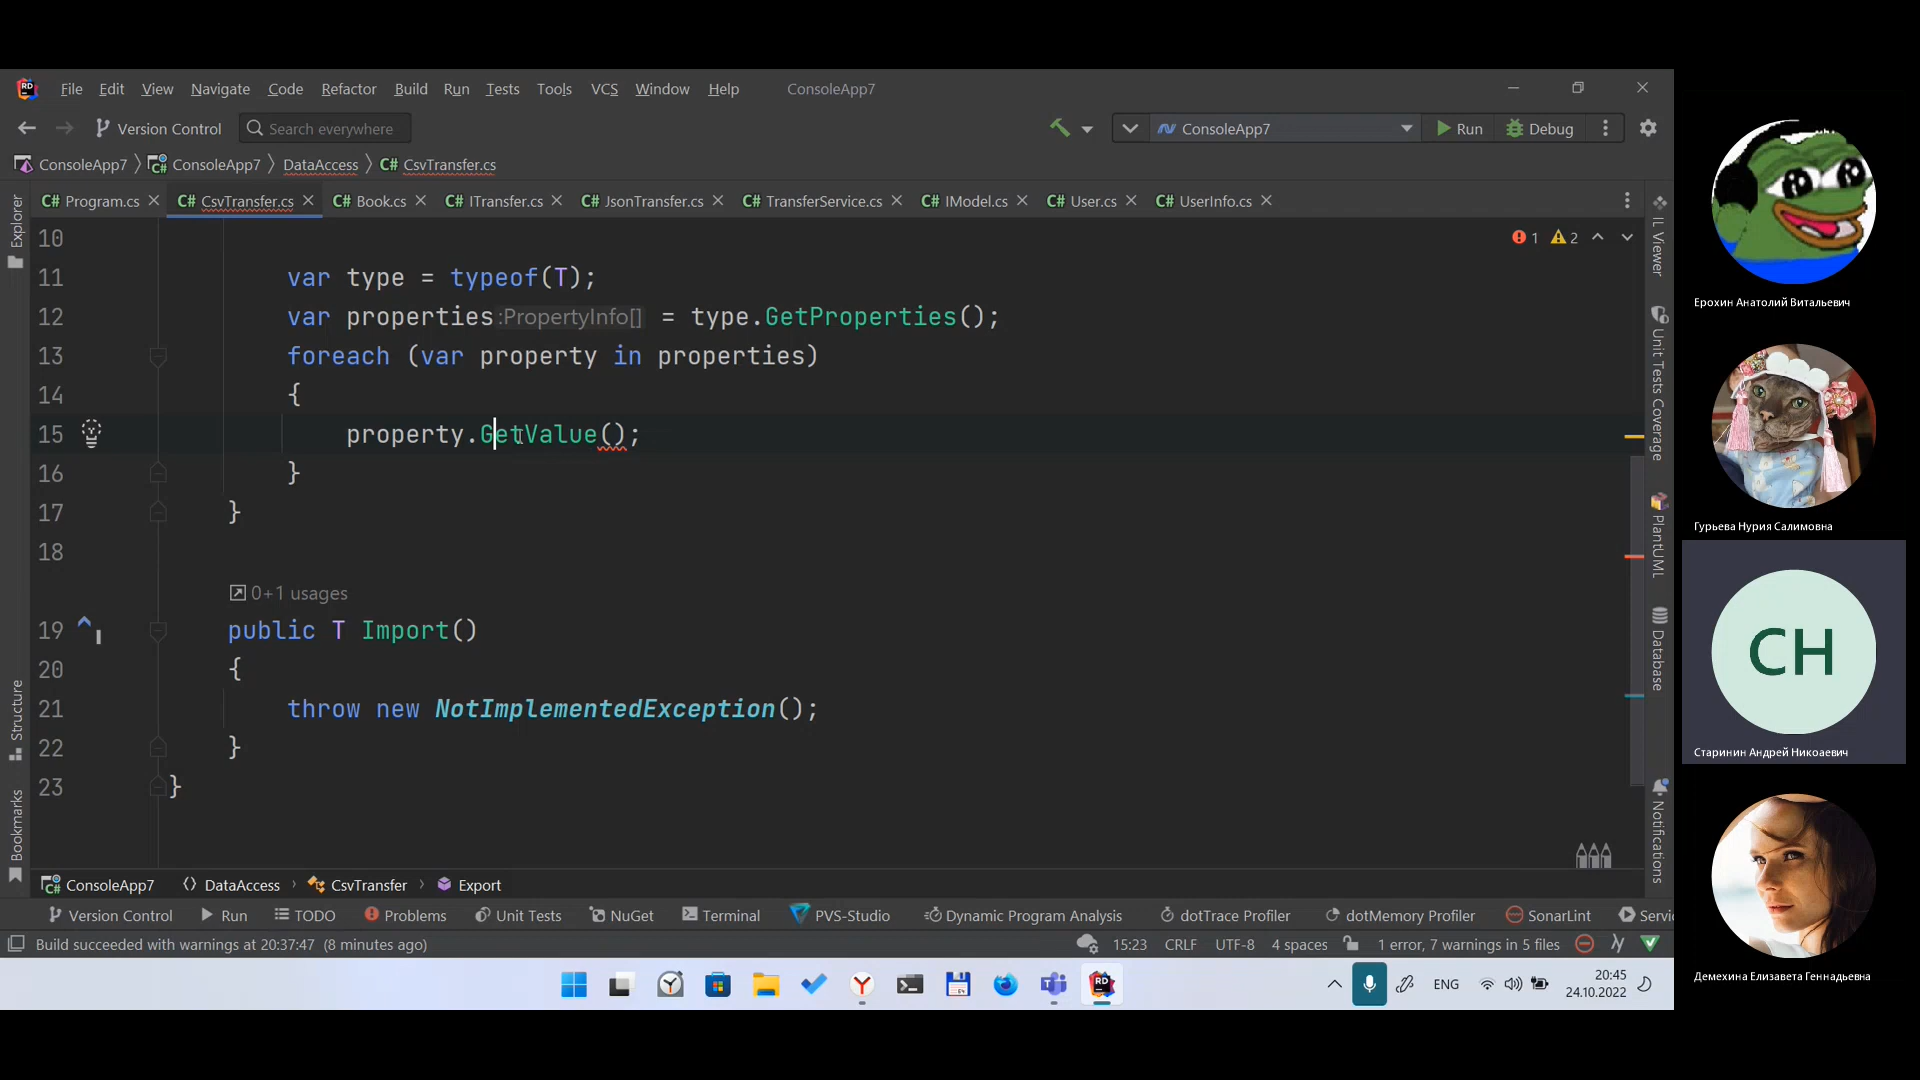 File Edit View Navigate Code Refactor Build Run Tests Tools VCS Window Help ConsoleApp7
Version Control Search everywhere ConsoleApp7 Run Debug
ConsoleApp7 ConsoleApp7 DataAccess C# CsvTransfer.cs
C# Program.cs C# CsvTransfer.cs C# Book.cs C# ITransfer.cs C# JsonTransfer.cs C# TransferService.cs C# IModel.cs C# User.cs C# UserInfo.cs
Explorer
Structure
Bookmarks
1 2
10
11 var type = typeof(T);
12 var properties :PropertyInfo[] = type.GetProperties();
13 foreach (var property in properties)
14 {
15 property.GetValue();
16 }
17 }
18
0+1 usages
19 public T Import()
20 {
21 throw new NotImplementedException();
22 }
23 }
IL Viewer
Unit Tests Coverage
PlantUML
Database
Notifications
ConsoleApp7 DataAccess CsvTransfer Export
Version Control Run TODO Problems Unit Tests NuGet Terminal PVS-Studio Dynamic Program Analysis dotTrace Profiler dotMemory Profiler SonarLint Servi
Build succeeded with warnings at 20:37:47 (8 minutes ago) 15:23 CRLF UTF-8 4 spaces 1 error, 7 warnings in 5 files
ENG 20:45
24.10.2022
Ерохин Анатолий Витальевич
Гурьева Нурия Салимовна
СН
Старинин Андрей Никоаевич
Демехина Елизавета Геннадьевна